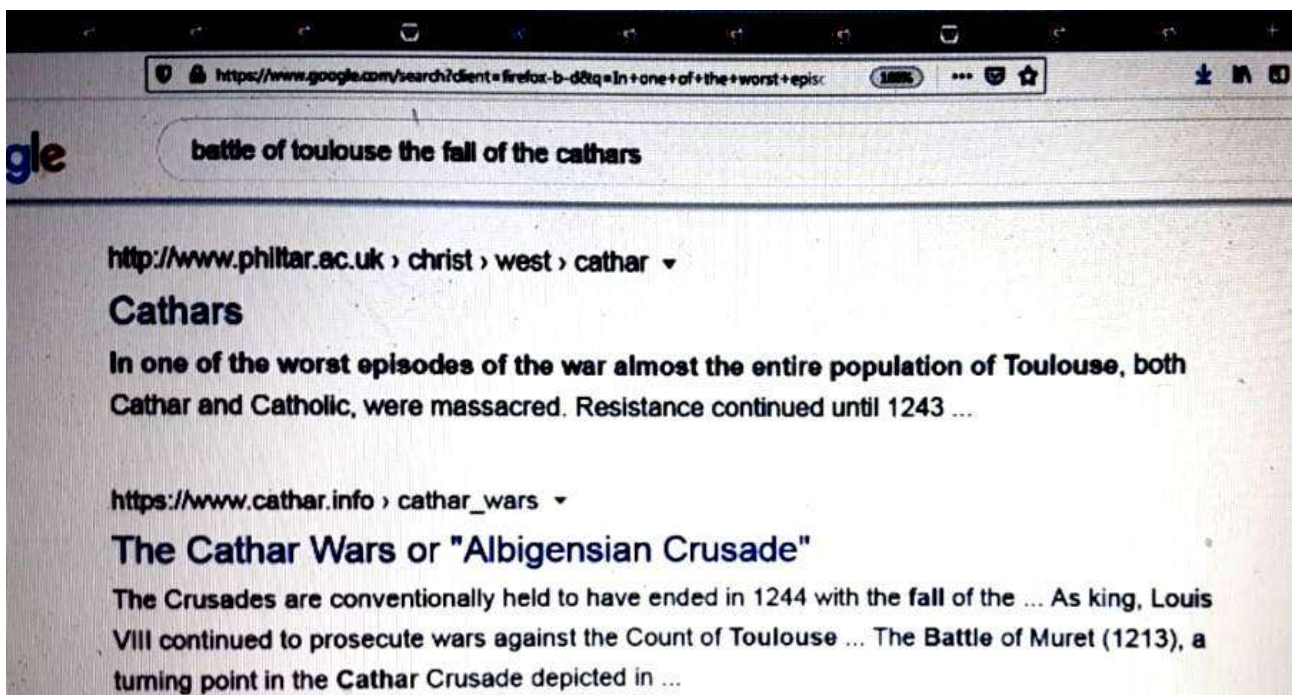 https://www.google.com/search?client=firefox-b-d&q=In+one+of+the+worst+episo
100%
gle
battle of toulouse the fall of the cathars
http://www.philtar.ac.uk › christ › west › cathar
Cathars
In one of the worst episodes of the war almost the entire population of Toulouse, both
Cathar and Catholic, were massacred. Resistance continued until 1243 ...
https://www.cathar.info › cathar_wars
The Cathar Wars or "Albigensian Crusade"
The Crusades are conventionally held to have ended in 1244 with the fall of the ... As king, Louis
VIII continued to prosecute wars against the Count of Toulouse ... The Battle of Muret (1213), a
turning point in the Cathar Crusade depicted in ...